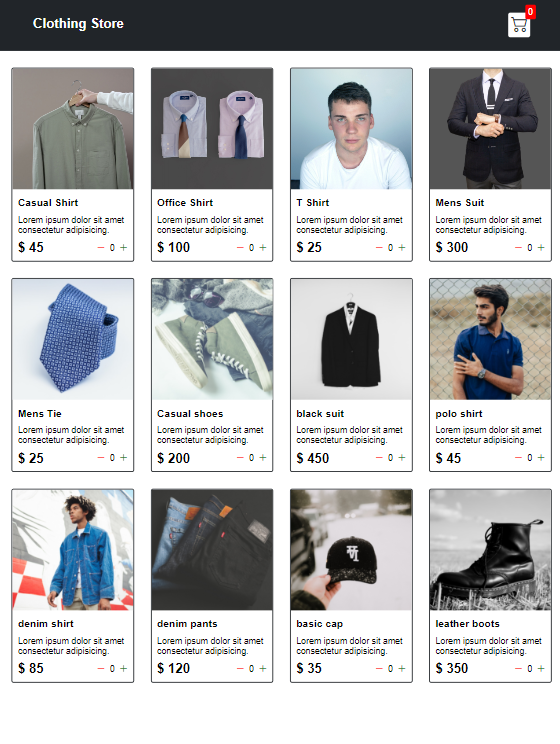 Clothing Store
0
Casual Shirt
Lorem ipsum dolor sit amet
consectetur adipisicing.
$ 45
− 0 +
Office Shirt
Lorem ipsum dolor sit amet
consectetur adipisicing.
$ 100
− 0 +
T Shirt
Lorem ipsum dolor sit amet
consectetur adipisicing.
$ 25
− 0 +
Mens Suit
Lorem ipsum dolor sit amet
consectetur adipisicing.
$ 300
− 0 +
Mens Tie
Lorem ipsum dolor sit amet
consectetur adipisicing.
$ 25
− 0 +
Casual shoes
Lorem ipsum dolor sit amet
consectetur adipisicing.
$ 200
− 0 +
black suit
Lorem ipsum dolor sit amet
consectetur adipisicing.
$ 450
− 0 +
polo shirt
Lorem ipsum dolor sit amet
consectetur adipisicing.
$ 45
− 0 +
denim shirt
Lorem ipsum dolor sit amet
consectetur adipisicing.
$ 85
− 0 +
denim pants
Lorem ipsum dolor sit amet
consectetur adipisicing.
$ 120
− 0 +
basic cap
Lorem ipsum dolor sit amet
consectetur adipisicing.
$ 35
− 0 +
leather boots
Lorem ipsum dolor sit amet
consectetur adipisicing.
$ 350
− 0 +